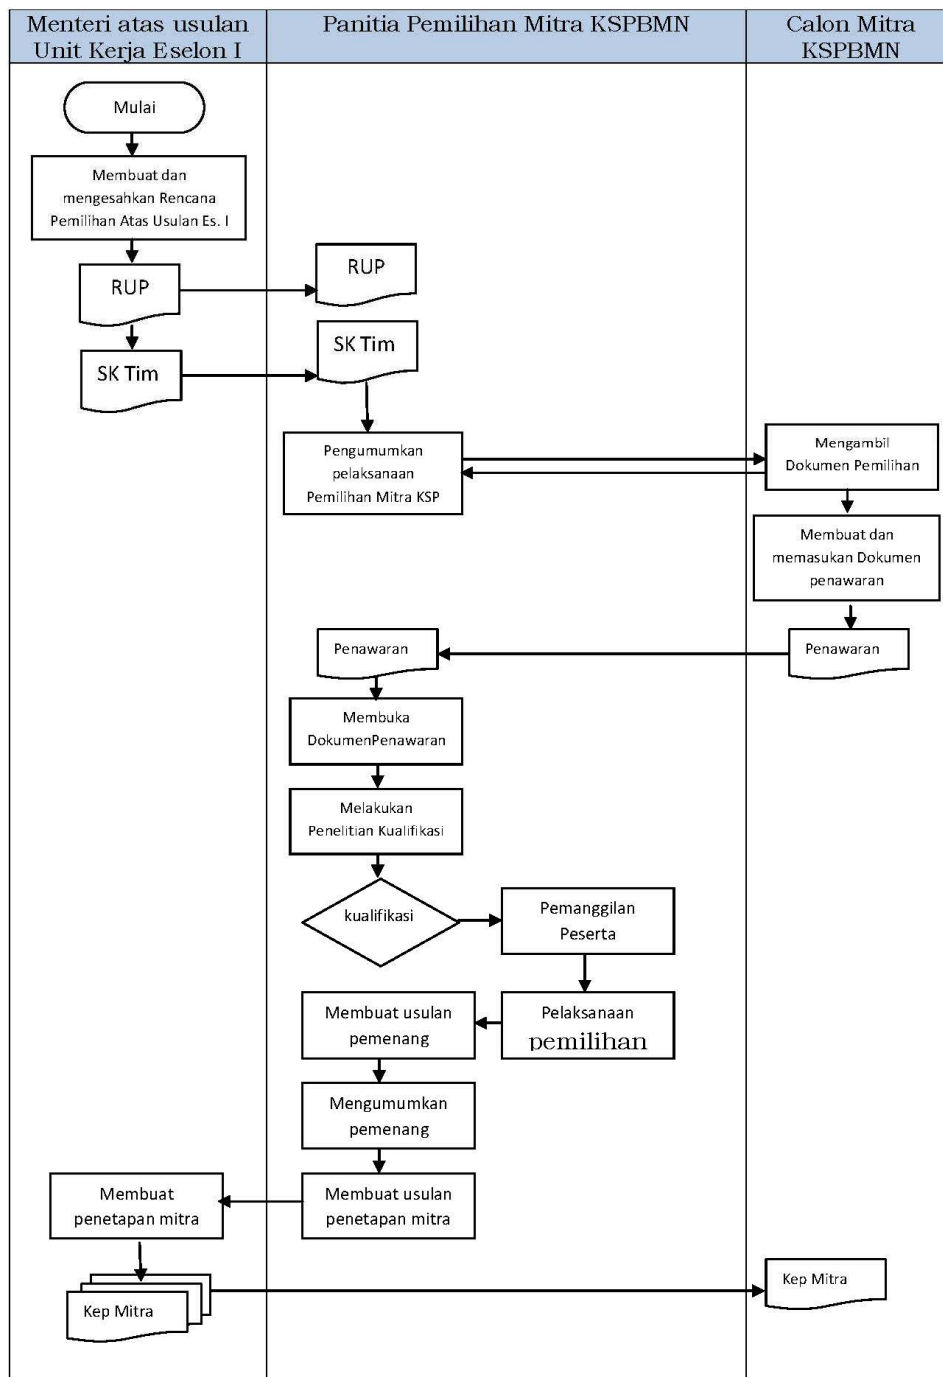 Menteri atas usulan
Unit Kerja Eselon I
Panitia Pemilihan Mitra KSPBMN
Calon Mitra
KSPBMN
Mulai
Membuat dan
mengesahkan Rencana
Pemilihan Atas Usulan Es. I
RUP
RUP
SK Tim
SK Tim
Pengumumkan
pelaksanaan
Pemilihan Mitra KSP
Mengambil
Dokumen Pemilihan
Membuat dan
memasukan Dokumen
penawaran
Penawaran
Penawaran
Membuka
DokumenPenawaran
Melakukan
Penelitian Kualifikasi
kualifikasi
Pemanggilan
Peserta
Pelaksanaan
pemilihan
Membuat usulan
pemenang
Mengumumkan
pemenang
Membuat usulan
penetapan mitra
Membuat
penetapan mitra
Kep Mitra
Kep Mitra